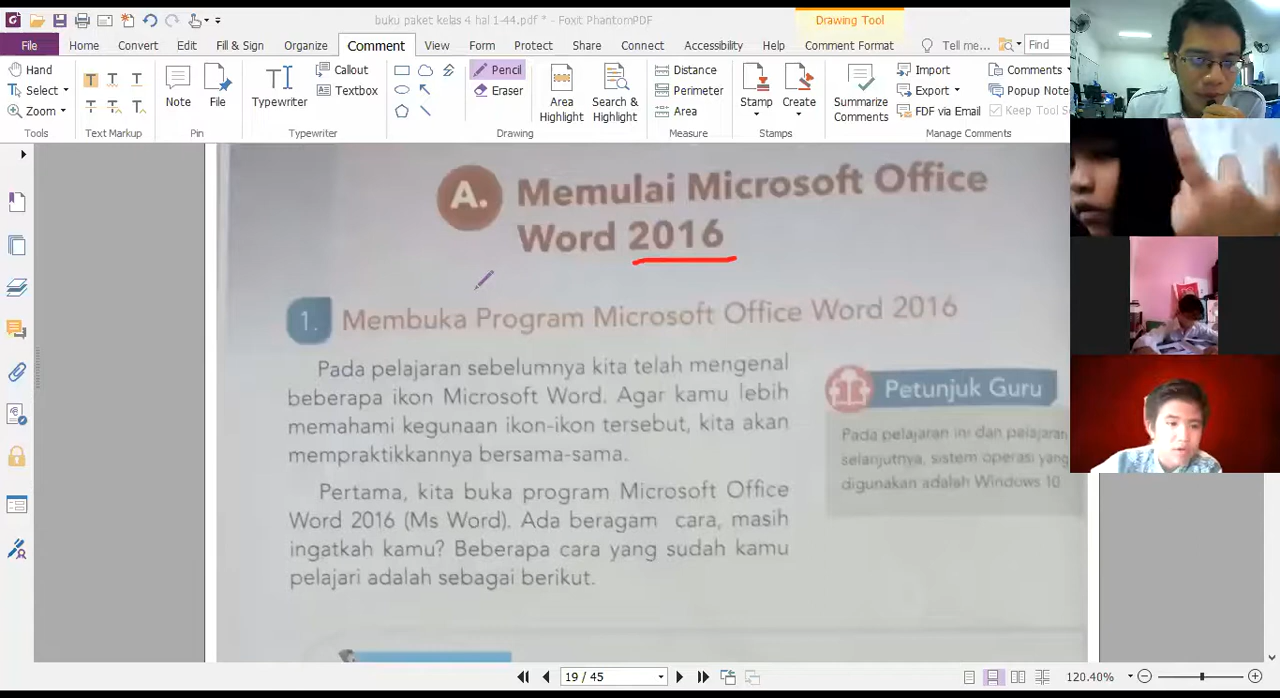 buku paket kelas 4 hal 1-44.pdf * - Foxit PhantomPDF
Drawing Tool
File Home Convert Edit Fill & Sign Organize Comment View Form Protect Share Connect Accessibility Help Comment Format Tell me... Find
Hand
Select
Zoom
Tools
T T T
T T T
Text Markup
Note
File
Pin
Typewriter
Callout
Textbox
Typewriter
Pencil
Eraser
Area
Highlight
Search &
Highlight
Drawing
Distance
Perimeter
Area
Measure
Stamp
Create
Stamps
Summarize
Comments
Import
Export
FDF via Email
Comments
Popup Note
Keep Tool S
Manage Comments
A. Memulai Microsoft Office
Word 2016
1. Membuka Program Microsoft Office Word 2016
Pada pelajaran sebelumnya kita telah mengenal
beberapa ikon Microsoft Word. Agar kamu lebih
memahami kegunaan ikon-ikon tersebut, kita akan
mempraktikkannya bersama-sama.
Pertama, kita buka program Microsoft Office
Word 2016 (Ms Word). Ada beragam cara, masih
ingatkah kamu? Beberapa cara yang sudah kamu
pelajari adalah sebagai berikut.
Petunjuk Guru
Pada pelajaran ini dan pelajaran
selanjutnya, sistem operasi yang
digunakan adalah Windows 10
19 / 45
120.40%